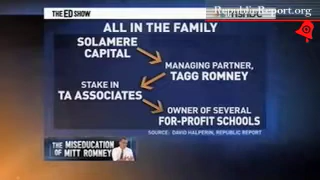 RepublicReport.org
THE ED SHOW
MSNBC
ALL IN THE FAMILY
SOLAMERE
CAPITAL
MANAGING PARTNER,
TAGG ROMNEY
STAKE IN
TA ASSOCIATES
OWNER OF SEVERAL
FOR-PROFIT SCHOOLS
SOURCE: DAVID HALPERIN, REPUBLIC REPORT
THE MISEDUCATION
OF MITT ROMNEY